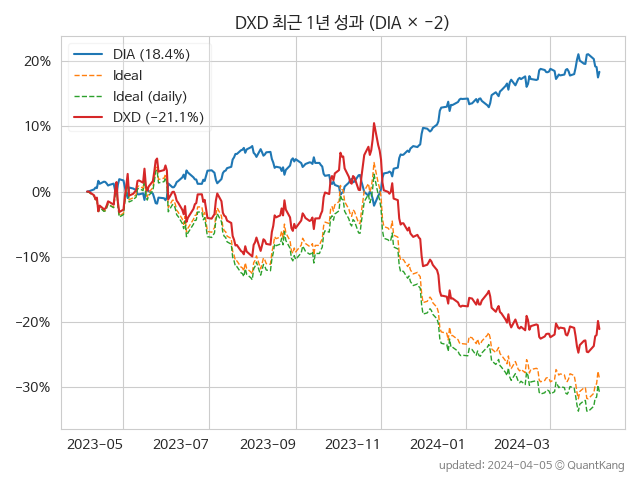 DXD 최근 1년 성과 (DIA × −2)
DIA (18.4%)
Ideal
Ideal (daily)
DXD (−21.1%)
20%
10%
0%
−10%
−20%
−30%
2023-05 2023-07 2023-09 2023-11 2024-01 2024-03
updated: 2024-04-05 © QuantKang